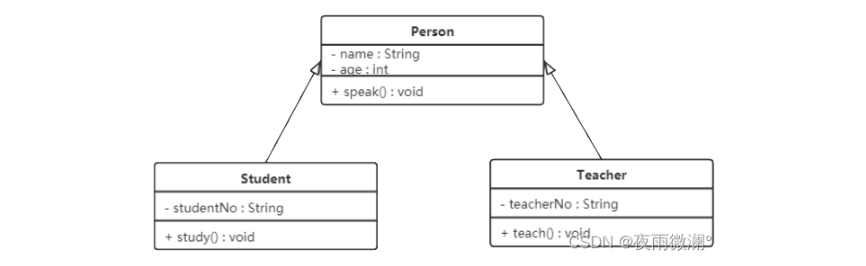 Person
- name : String
- age : int
+ speak() : void
Student
- studentNo : String
+ study() : void
Teacher
- teacherNo : String
+ teach() : void
CSDN @夜雨微澜°